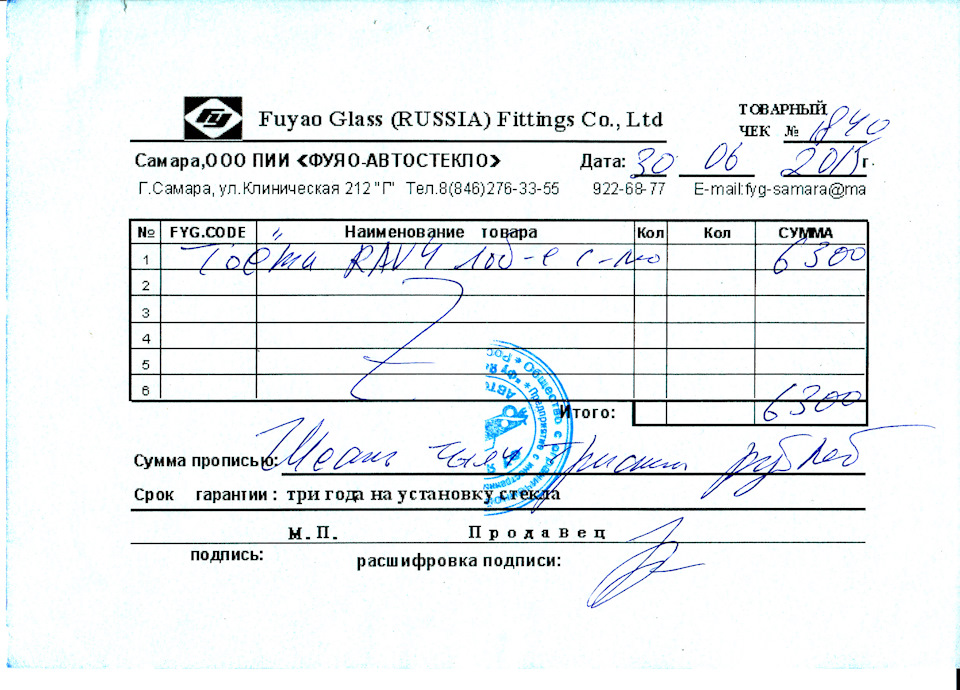 Fuyao Glass (RUSSIA) Fittings Co., Ltd
ТОВАРНЫЙ
ЧЕК № 1840
Самара,ООО ПИИ «ФУЯО-АВТОСТЕКЛО» Дата: 30 06 2015 г.
Г.Самара, ул.Клиническая 212 "Г" Тел.8(846)276-33-55 922-68-77 E-mail:fyg-samara@ma
№ FYG.CODE Наименование товара Кол Кол СУММА
1 Тоёта RAV4 лоб-е с-ло 6300
2
3
4
5
6
Итого: 6300
Сумма прописью: Шесть тысяч триста рублей
Срок гарантии : три года на установку стекла
М.П. Продавец
подпись: расшифровка подписи: